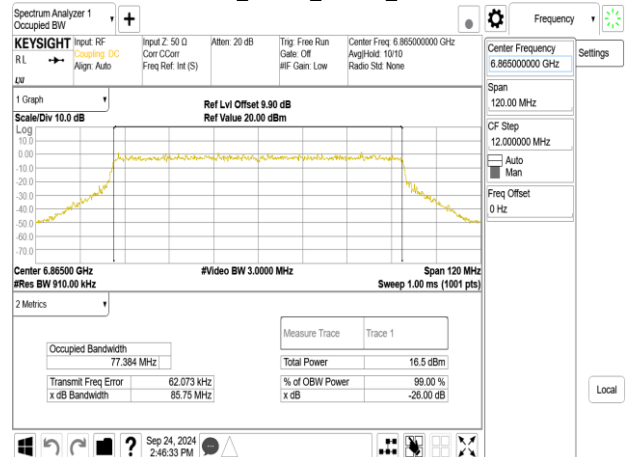 Spectrum Analyzer 1
Occupied BW
Frequency
KEYSIGHT
R L
LXI
Input: RF
Coupling: DC
Align: Auto
Input Z: 50 Ω
Corr CCorr
Freq Ref: Int (S)
Atten: 20 dB
Trig: Free Run
Gate: Off
#IF Gain: Low
Center Freq: 6.865000000 GHz
Avg|Hold: 10/10
Radio Std: None
Center Frequency
6.865000000 GHz
Settings
Span
120.00 MHz
CF Step
12.000000 MHz
Auto
Man
Freq Offset
0 Hz
Local
1 Graph
Scale/Div 10.0 dB
Ref Lvl Offset 9.90 dB
Ref Value 20.00 dBm
Log
10.0
0.00
-10.0
-20.0
-30.0
-40.0
-50.0
-60.0
-70.0
Center 6.86500 GHz
#Video BW 3.0000 MHz
Span 120 MHz
#Res BW 910.00 kHz
Sweep 1.00 ms (1001 pts)
2 Metrics
Measure Trace
Trace 1
Occupied Bandwidth
77.384 MHz
Total Power
16.5 dBm
Transmit Freq Error
62.073 kHz
% of OBW Power
99.00 %
x dB Bandwidth
85.75 MHz
x dB
-26.00 dB
?
Sep 24, 2024
2:46:33 PM